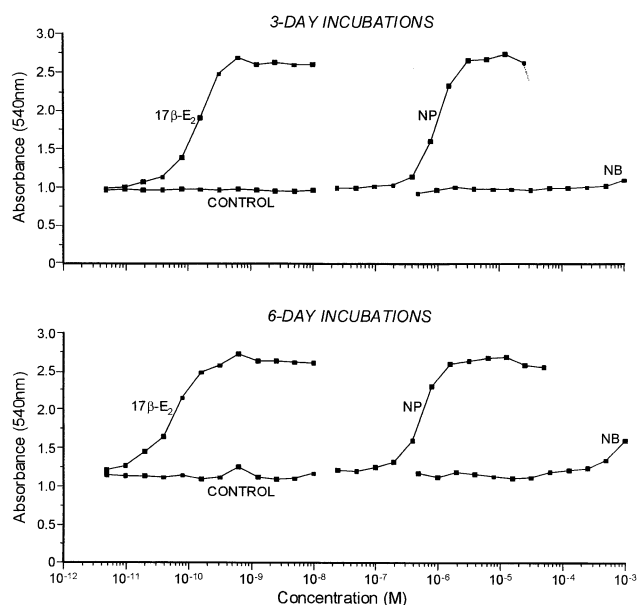 3-DAY INCUBATIONS
Absorbance (540nm)
3.0
2.5
2.0
1.5
1.0
0.5
0
17β-E₂
CONTROL
NP
NB
6-DAY INCUBATIONS
Absorbance (540nm)
3.0
2.5
2.0
1.5
1.0
0.5
0
17β-E₂
CONTROL
NP
NB
10⁻¹² 10⁻¹¹ 10⁻¹⁰ 10⁻⁹ 10⁻⁸ 10⁻⁷ 10⁻⁶ 10⁻⁵ 10⁻⁴ 10⁻³
Concentration (M)